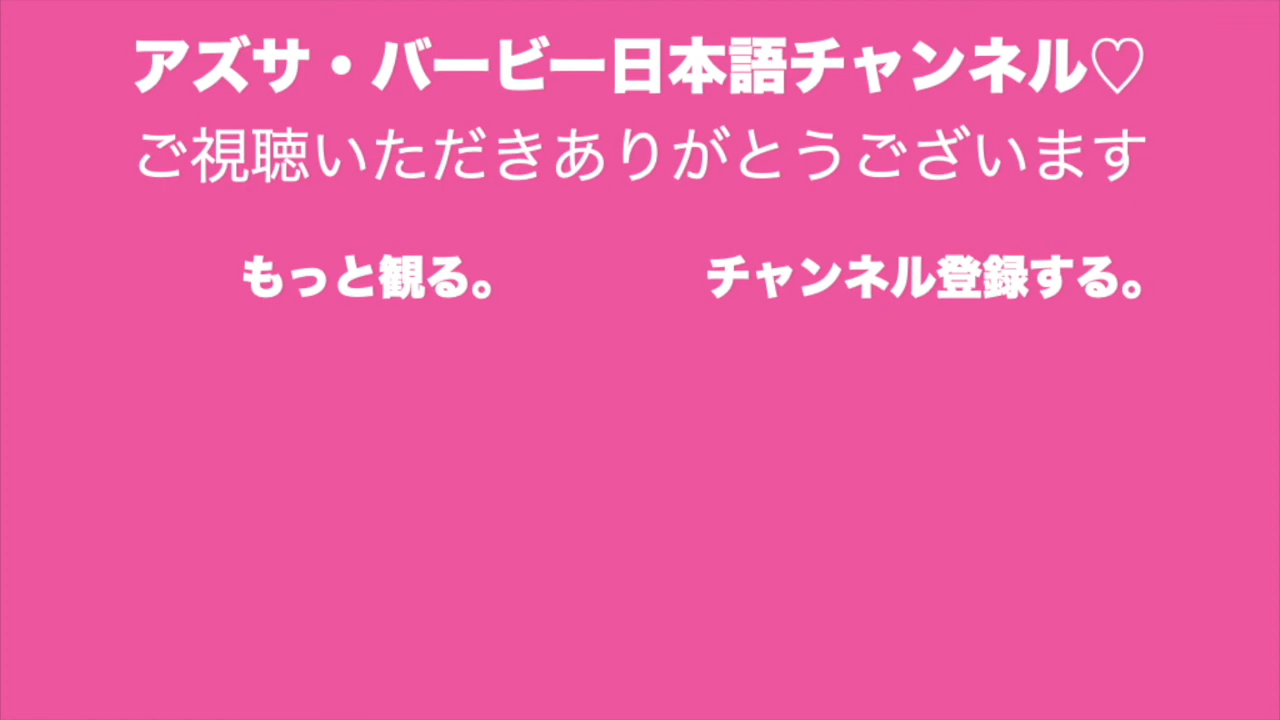 アズサ・バービー日本語チャンネル♡
ご視聴いただきありがとうございます
もっと観る。
チャンネル登録する。